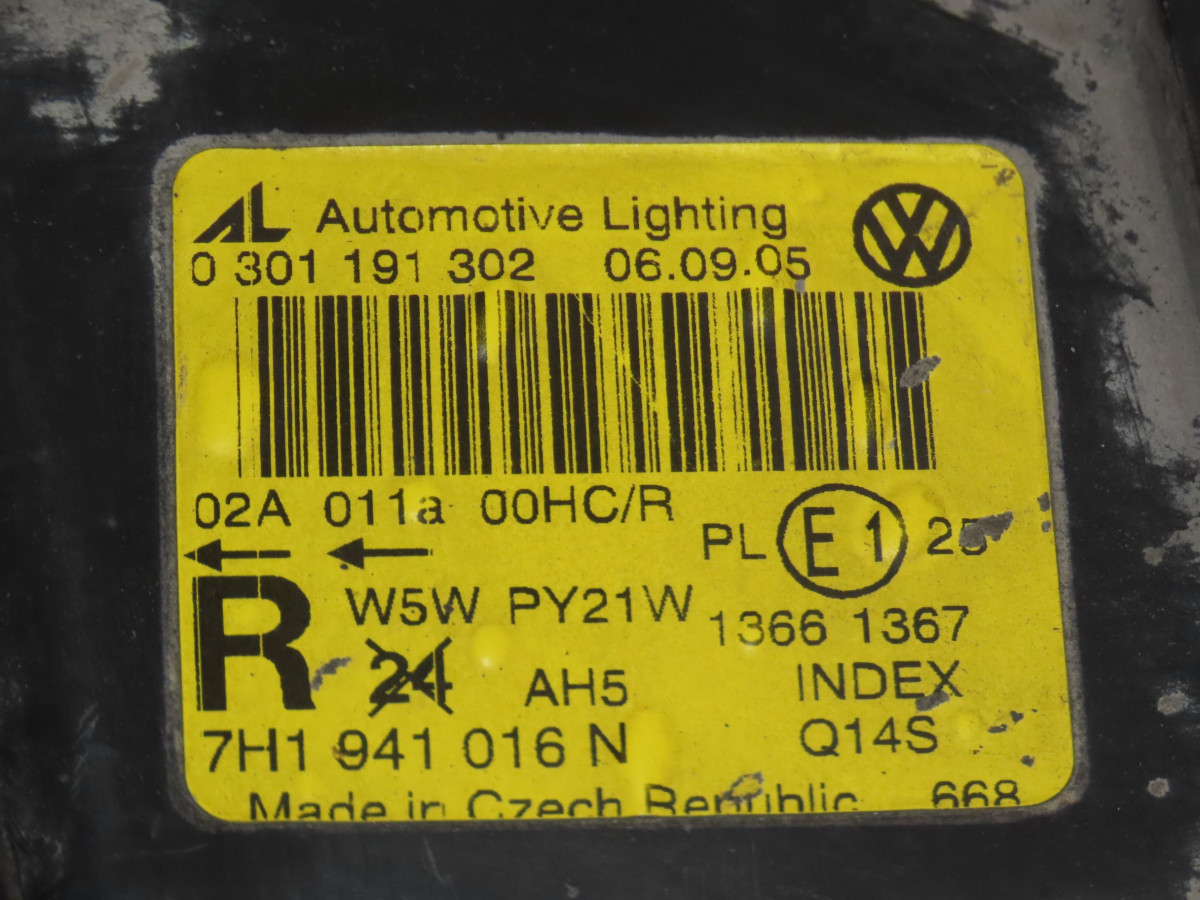 AL Automotive Lighting
0 301 191 302 06.09.05
02A 011a 00HC/R
PL E1 25
R W5W PY21W
1366 1367
24 AH5
INDEX
7H1 941 016 N
Q14S
Made in Czech Republic 668